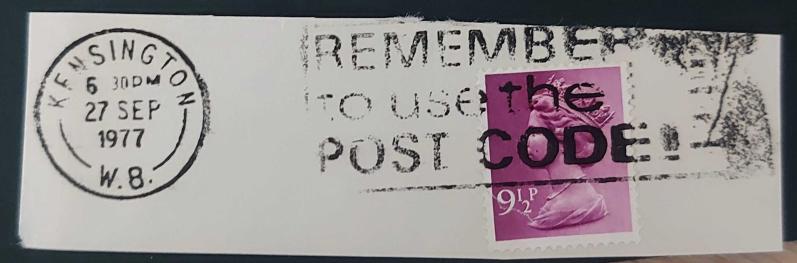 KENSINGTON
6 30PM
27 SEP
1977
W.8.
REMEMBER
to use the
POST CODE!
9½P